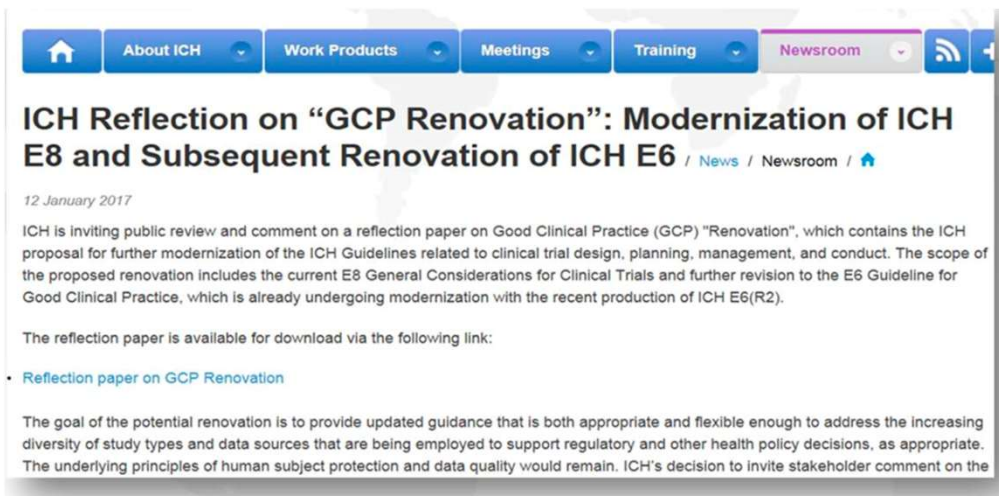 About ICH
Work Products
Meetings
Training
Newsroom
ICH Reflection on “GCP Renovation”: Modernization of ICH
E8 and Subsequent Renovation of ICH E6 / News / Newsroom /
12 January 2017
ICH is inviting public review and comment on a reflection paper on Good Clinical Practice (GCP) "Renovation", which contains the ICH
proposal for further modernization of the ICH Guidelines related to clinical trial design, planning, management, and conduct. The scope of
the proposed renovation includes the current E8 General Considerations for Clinical Trials and further revision to the E6 Guideline for
Good Clinical Practice, which is already undergoing modernization with the recent production of ICH E6(R2).
The reflection paper is available for download via the following link:
• Reflection paper on GCP Renovation
The goal of the potential renovation is to provide updated guidance that is both appropriate and flexible enough to address the increasing
diversity of study types and data sources that are being employed to support regulatory and other health policy decisions, as appropriate.
The underlying principles of human subject protection and data quality would remain. ICH's decision to invite stakeholder comment on the